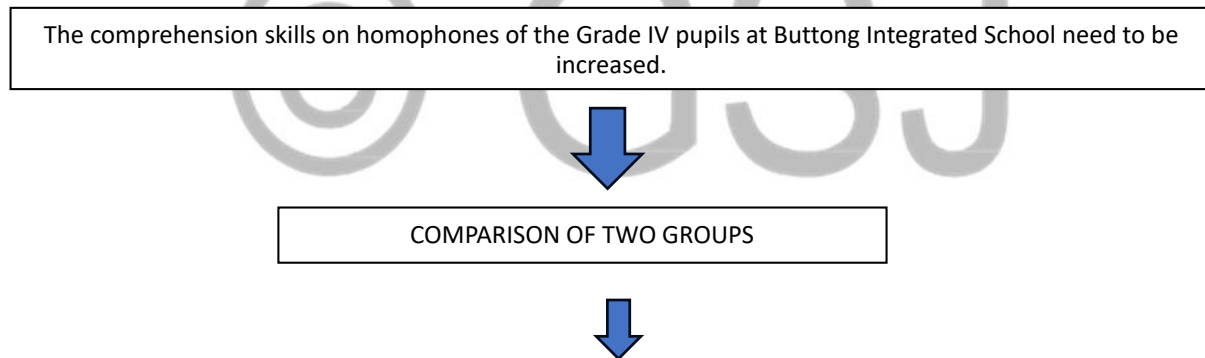 The comprehension skills on homophones of the Grade IV pupils at Buttong Integrated School need to be
increased.
© GSJ
COMPARISON OF TWO GROUPS